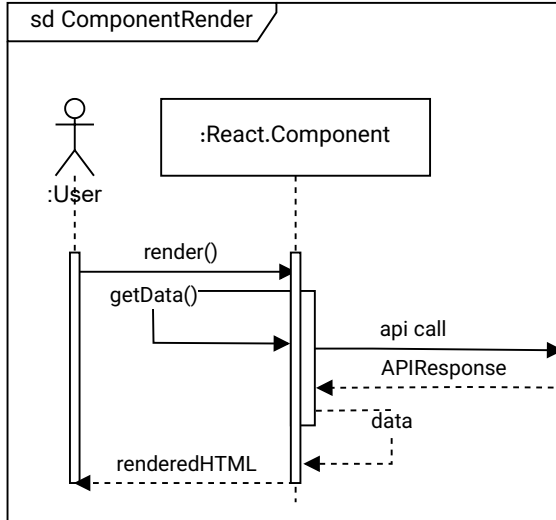 sd ComponentRender
:React.Component
:User
render()
getData()
api call
APIResponse
data
renderedHTML